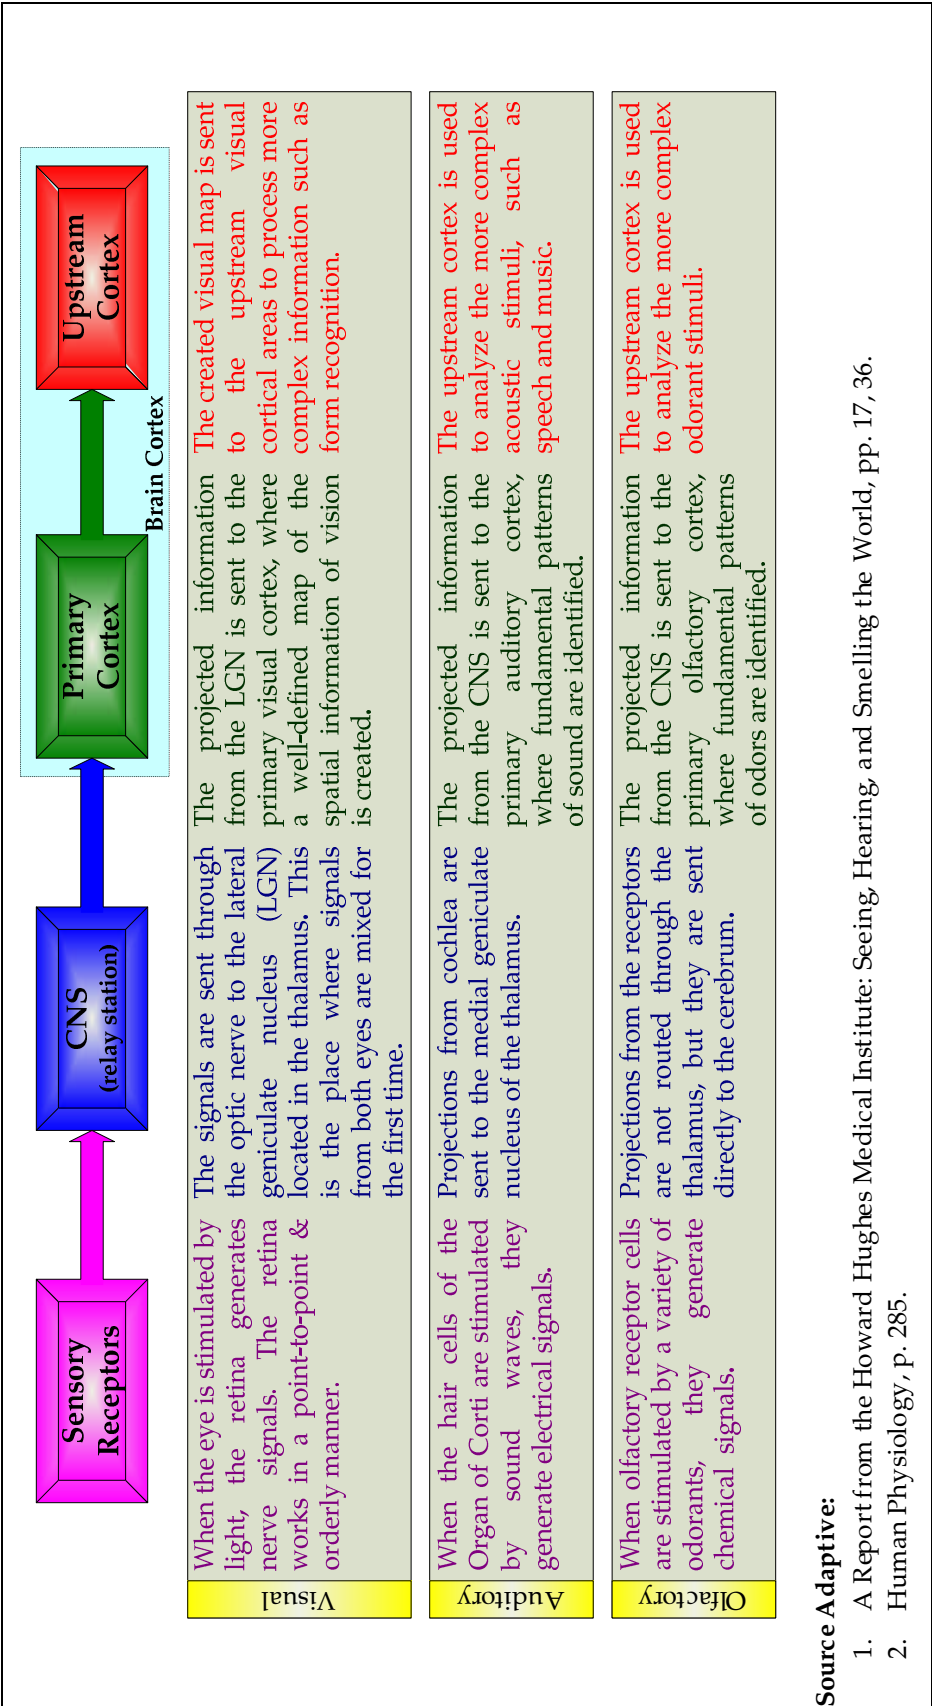 Sensory
Receptors
CNS
(relay station)
Primary
Cortex
Upstream
Cortex
Brain Cortex
Visual
When the eye is stimulated by
light, the retina generates
nerve signals. The retina
works in a point-to-point &
orderly manner.
The signals are sent through
the optic nerve to the lateral
geniculate nucleus (LGN)
located in the thalamus. This
is the place where signals
from both eyes are mixed for
the first time.
The projected information
from the LGN is sent to the
primary visual cortex, where
a well-defined map of the
spatial information of vision
is created.
The created visual map is sent
to the upstream visual
cortical areas to process more
complex information such as
form recognition.
Auditory
When the hair cells of the
Organ of Corti are stimulated
by sound waves, they
generate electrical signals.
Projections from cochlea are
sent to the medial geniculate
nucleus of the thalamus.
The projected information
from the CNS is sent to the
primary auditory cortex,
where fundamental patterns
of sound are identified.
The upstream cortex is used
to analyze the more complex
acoustic stimuli, such as
speech and music.
Olfactory
When olfactory receptor cells
are stimulated by a variety of
odorants, they generate
chemical signals.
Projections from the receptors
are not routed through the
thalamus, but they are sent
directly to the cerebrum.
The projected information
from the CNS is sent to the
primary olfactory cortex,
where fundamental patterns
of odors are identified.
The upstream cortex is used
to analyze the more complex
odorant stimuli.
Source Adaptive:
1. A Report from the Howard Hughes Medical Institute: Seeing, Hearing, and Smelling the World, pp. 17, 36.
2. Human Physiology, p. 285.